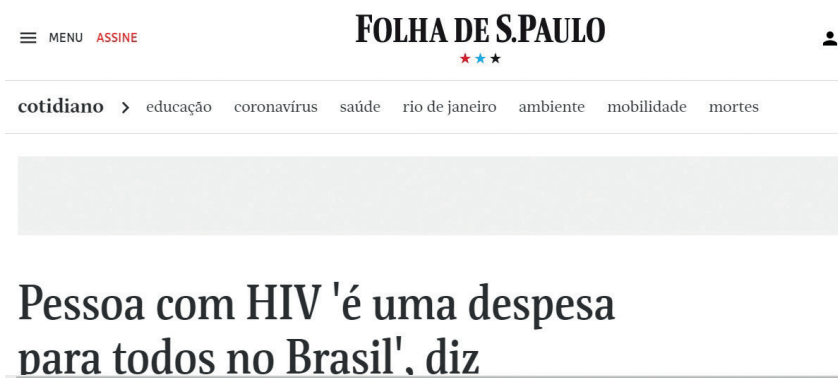 MENU ASSINE
FOLHA DE S.PAULO
cotidiano educação coronavírus saúde rio de janeiro ambiente mobilidade mortes
Pessoa com HIV 'é uma despesa
para todos no Brasil', diz